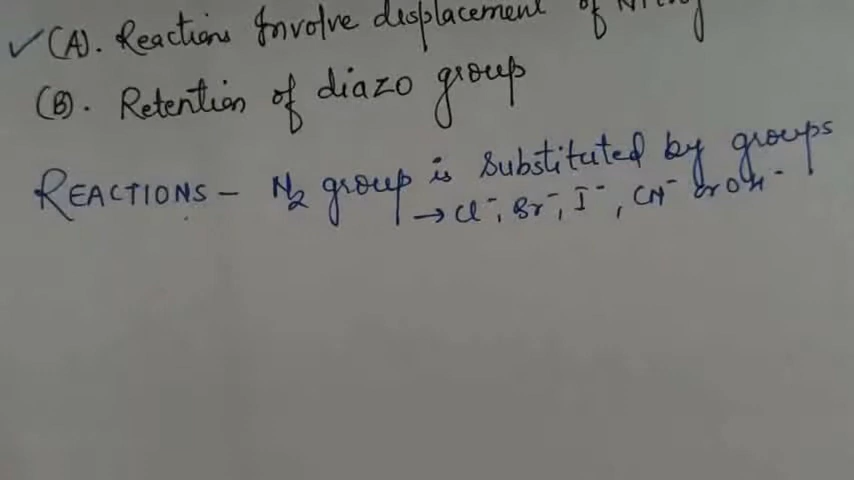 ✓(A). Reactions Involve displacement of
(B). Retention of diazo group
REACTIONS – N2 group is substituted by groups
→ Cl⁻, Br⁻, I⁻, CN⁻ or OH⁻